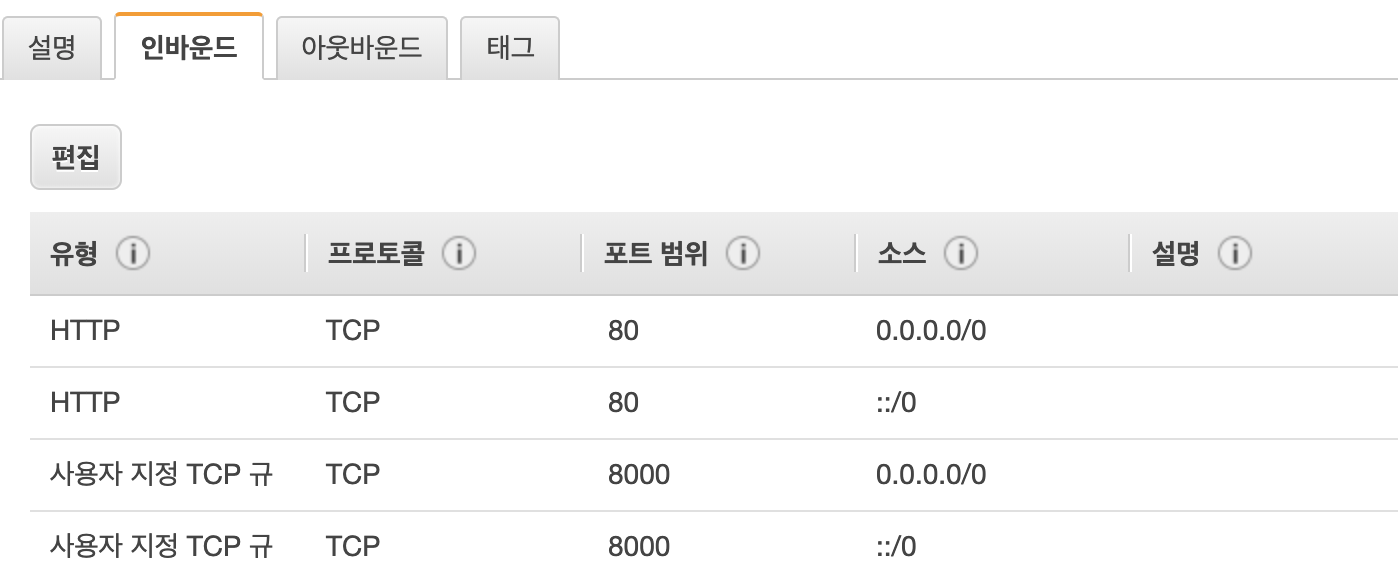 설명 인바운드 아웃바운드 태그
편집
유형 프로토콜 포트 범위 소스 설명
HTTP TCP 80 0.0.0.0/0
HTTP TCP 80 ::/0
사용자 지정 TCP 규 TCP 8000 0.0.0.0/0
사용자 지정 TCP 규 TCP 8000 ::/0